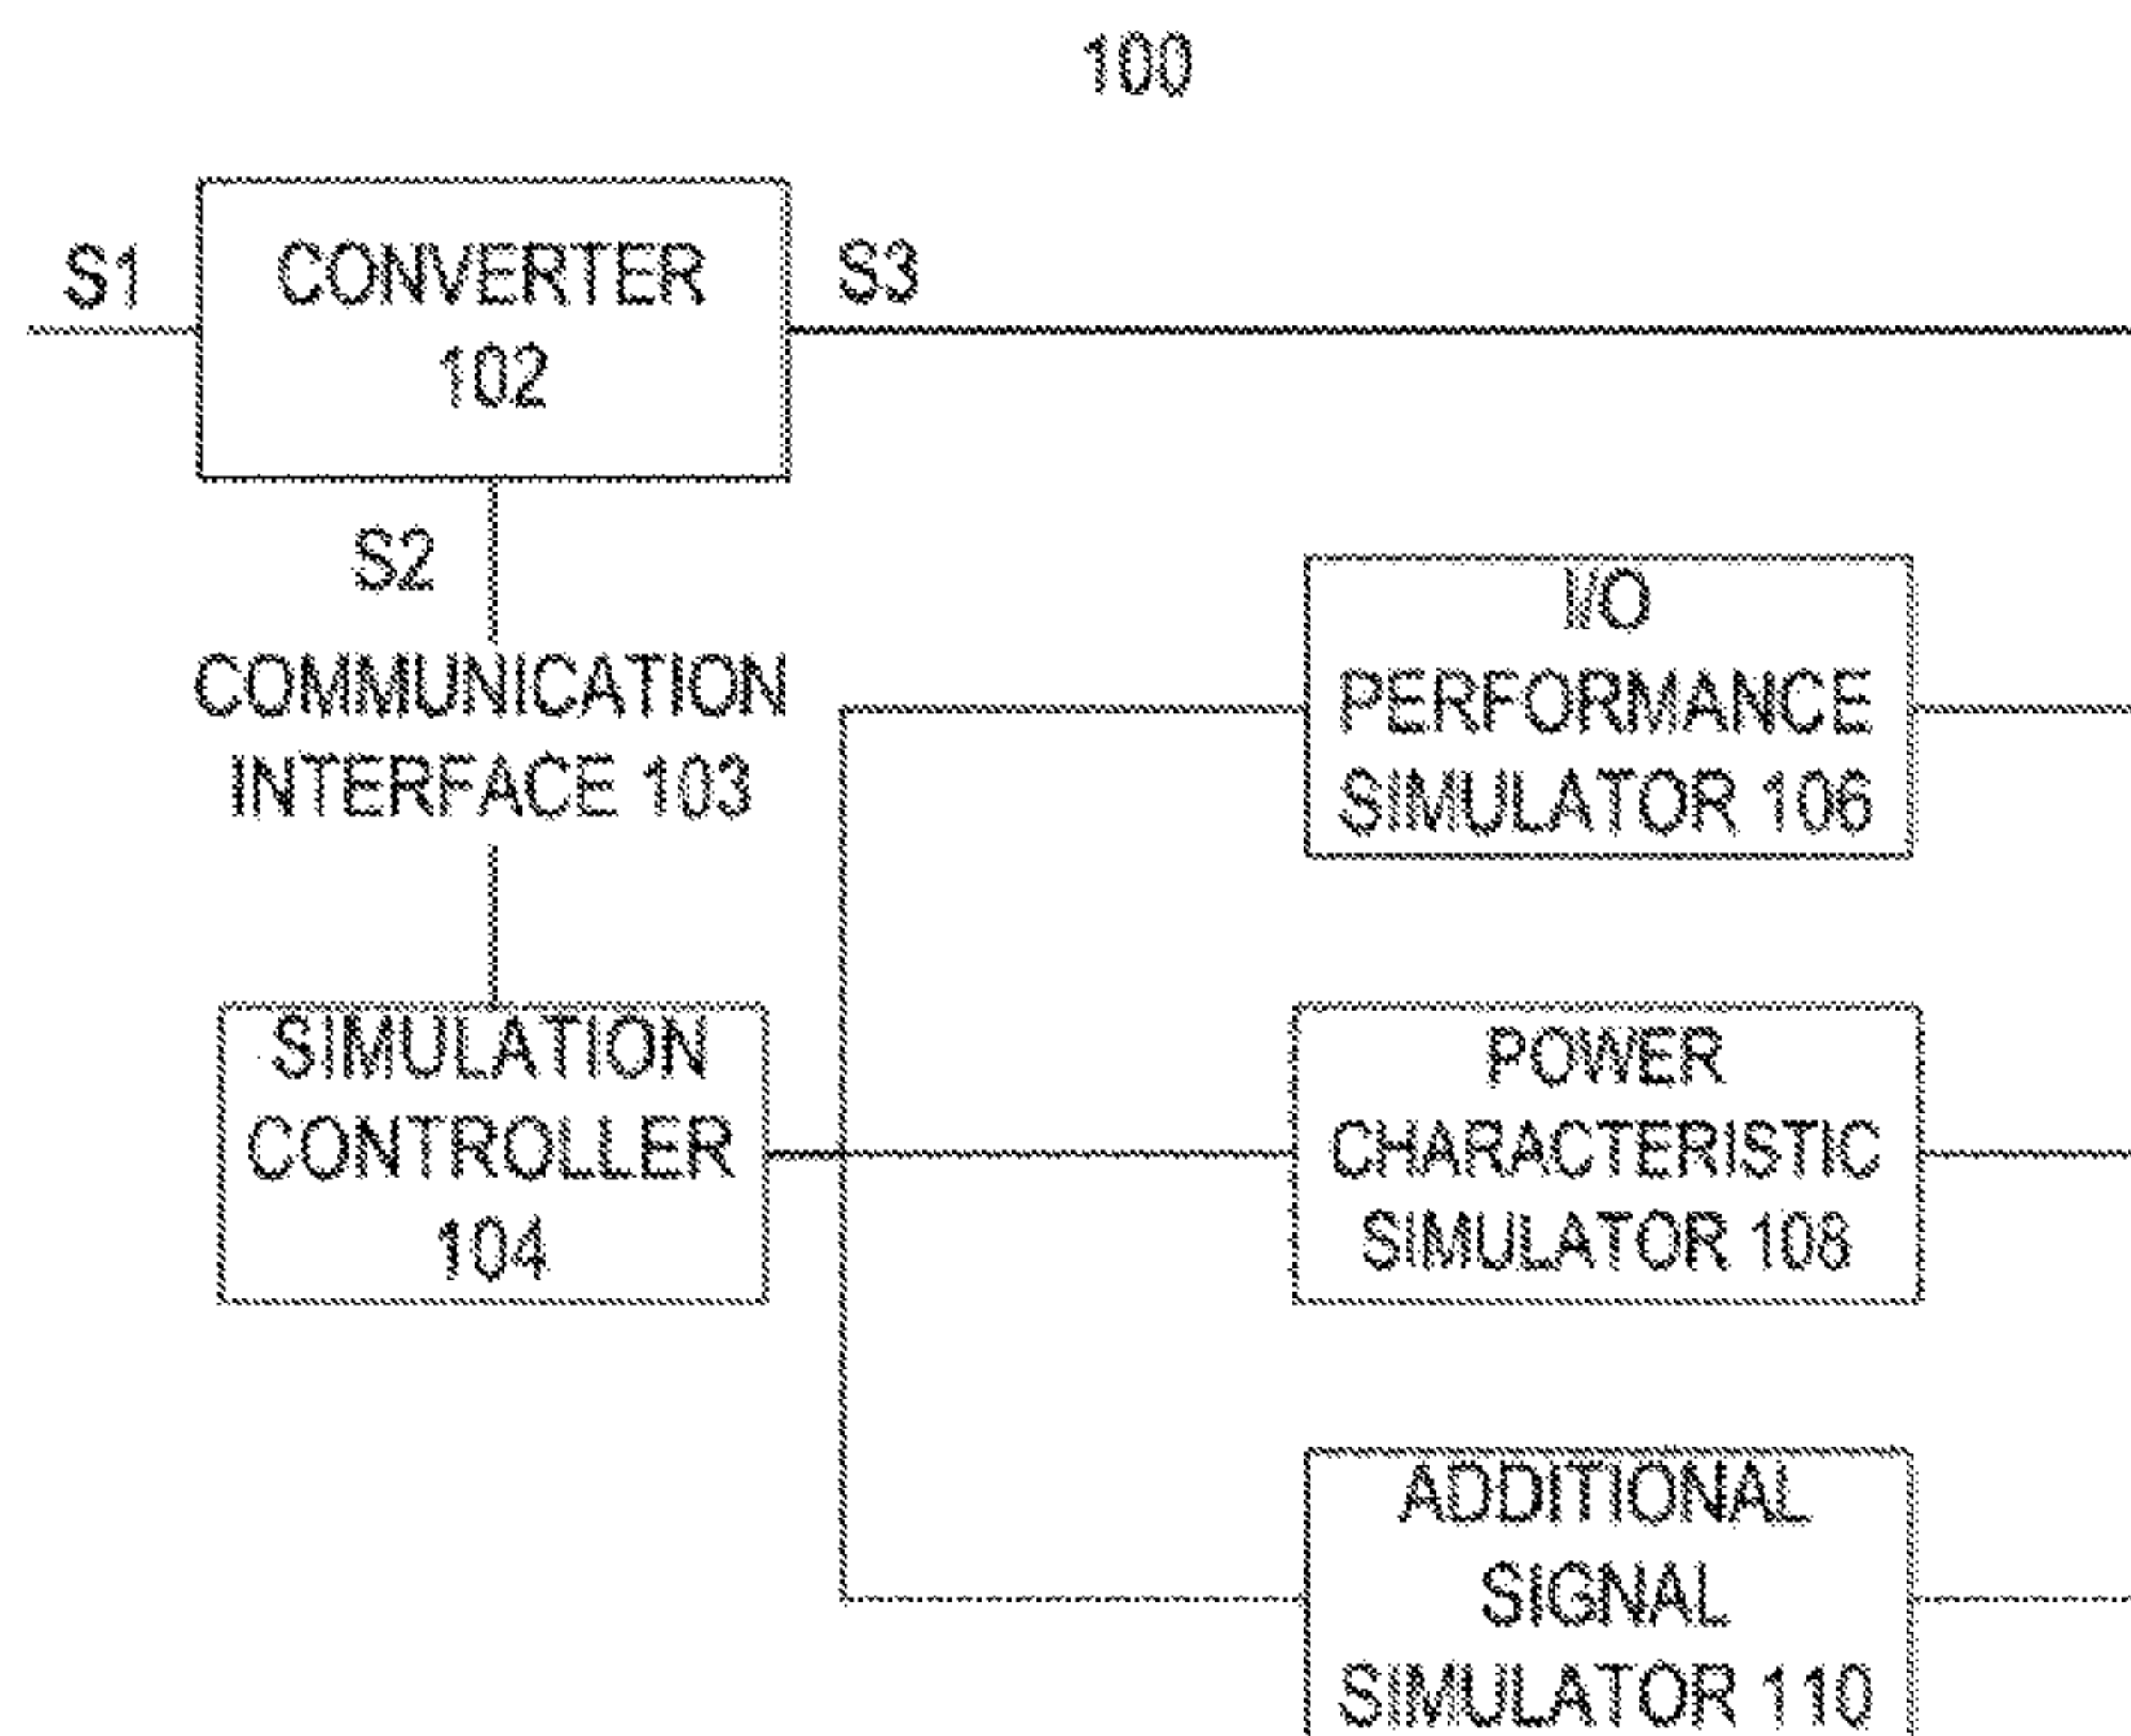 100
S1
CONVERTER
102
S3
S2
COMMUNICATION
INTERFACE 103
I/O
PERFORMANCE
SIMULATOR 106
SIMULATION
CONTROLLER
104
POWER
CHARACTERISTIC
SIMULATOR 108
ADDITIONAL
SIGNAL
SIMULATOR 110